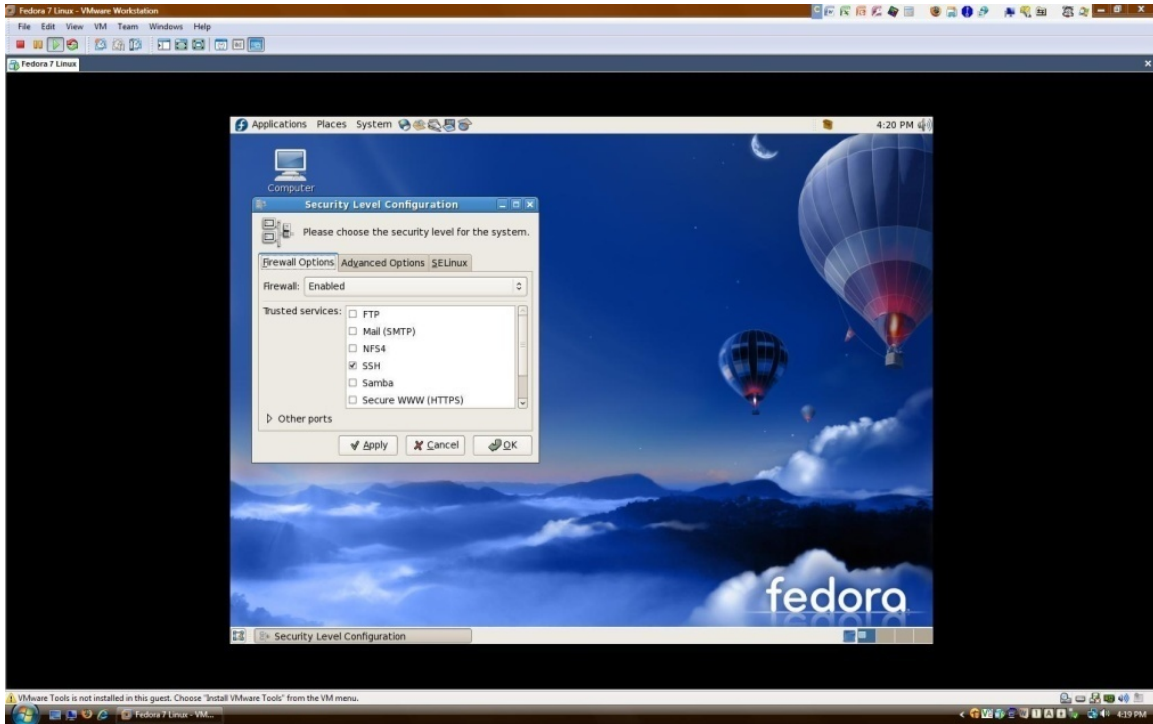 Fedora 7 Linux - VMware Workstation
File Edit View VM Team Windows Help
Fedora 7 Linux
Applications Places System
4:20 PM
Computer
Security Level Configuration
Please choose the security level for the system.
Firewall Options Advanced Options SELinux
Firewall: Enabled
Trusted services: FTP
Mail (SMTP)
NFS4
SSH
Samba
Secure WWW (HTTPS)
Other ports
Apply Cancel OK
fedora
Security Level Configuration
VMware Tools is not installed in this guest. Choose "Install VMware Tools" from the VM menu.
Fedora 7 Linux - VM...
4:19 PM